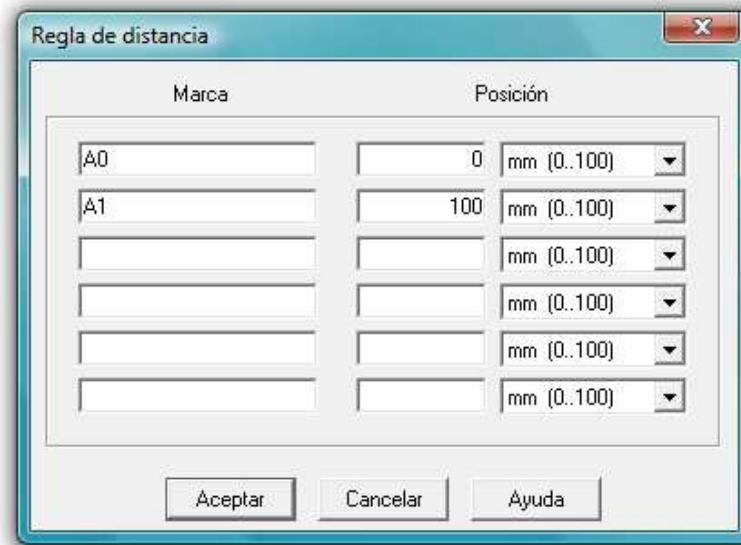 Regla de distancia
Marca Posición
A0 0 mm (0..100)
A1 100 mm (0..100)
mm (0..100)
mm (0..100)
mm (0..100)
mm (0..100)
Aceptar Cancelar Ayuda